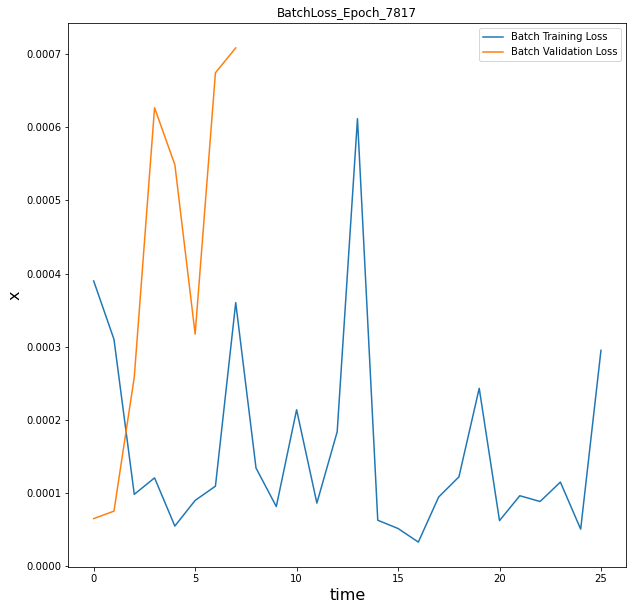 BatchLoss_Epoch_7817
Batch Training Loss
Batch Validation Loss
0.0007
0.0006
0.0005
0.0004
0.0003
0.0002
0.0001
0.0000
x
0 5 10 15 20 25
time